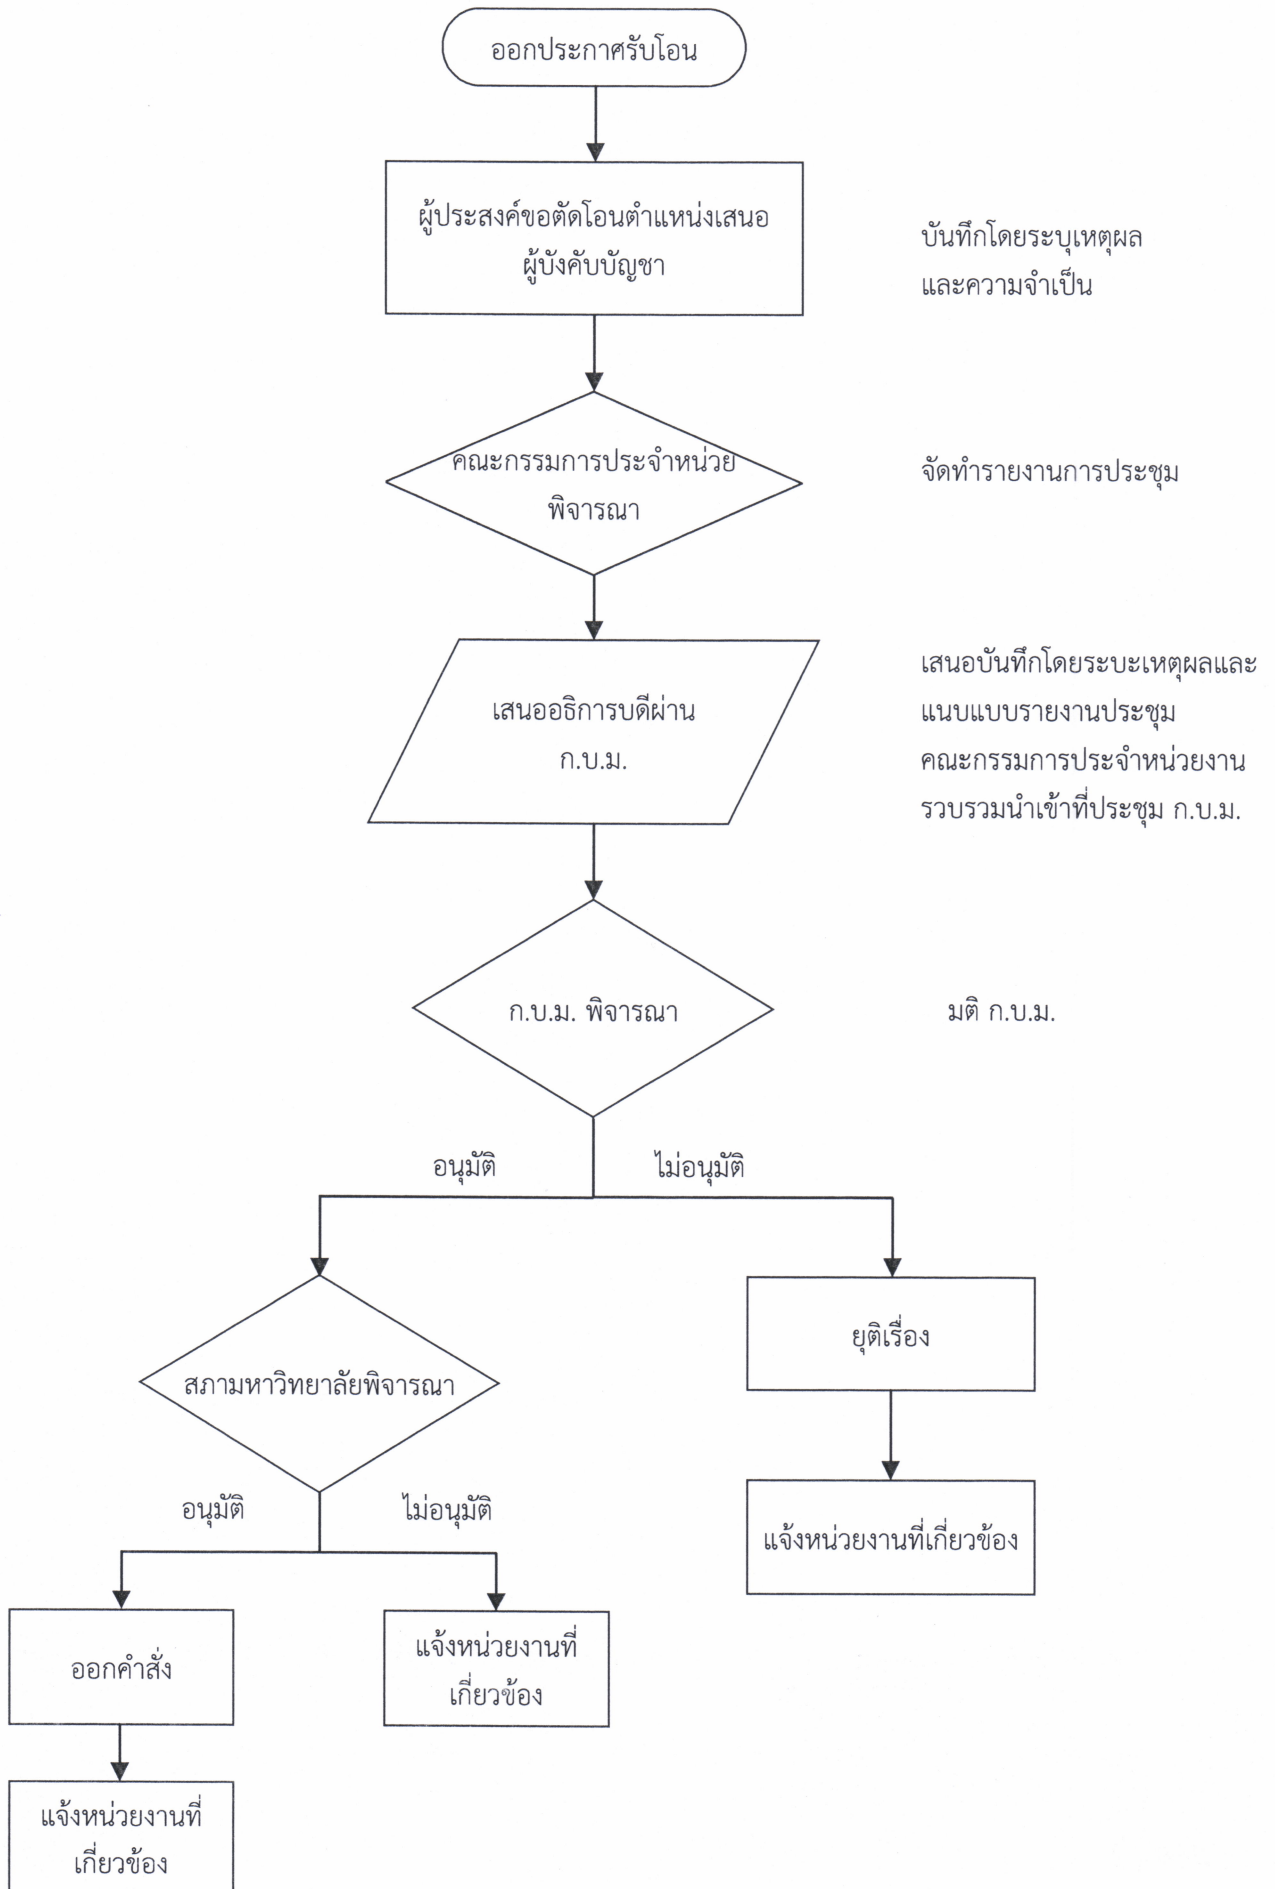 ออกประกาศรับโอน
ผู้ประสงค์ขอตัดโอนตำแหน่งเสนอ
ผู้บังคับบัญชา
บันทึกโดยระบุเหตุผล
และความจำเป็น
คณะกรรมการประจำหน่วย
พิจารณา
จัดทำรายงานการประชุม
เสนออธิการบดีผ่าน
ก.บ.ม.
เสนอบันทึกโดยระบะเหตุผลและ
แนบแบบรายงานประชุม
คณะกรรมการประจำหน่วยงาน
รวบรวมนำเข้าที่ประชุม ก.บ.ม.
ก.บ.ม. พิจารณา
มติ ก.บ.ม.
อนุมัติ
ไม่อนุมัติ
สภามหาวิทยาลัยพิจารณา
ยุติเรื่อง
แจ้งหน่วยงานที่เกี่ยวข้อง
อนุมัติ
ไม่อนุมัติ
ออกคำสั่ง
แจ้งหน่วยงานที่
เกี่ยวข้อง
แจ้งหน่วยงานที่
เกี่ยวข้อง